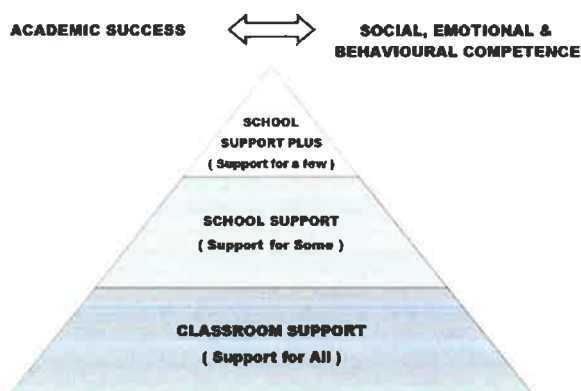 ACADEMIC SUCCESS
SOCIAL, EMOTIONAL &
BEHAVIOURAL COMPETENCE
SCHOOL
SUPPORT PLUS
( Support for a few )
SCHOOL SUPPORT
( Support for Some )
CLASSROOM SUPPORT
( Support for All )